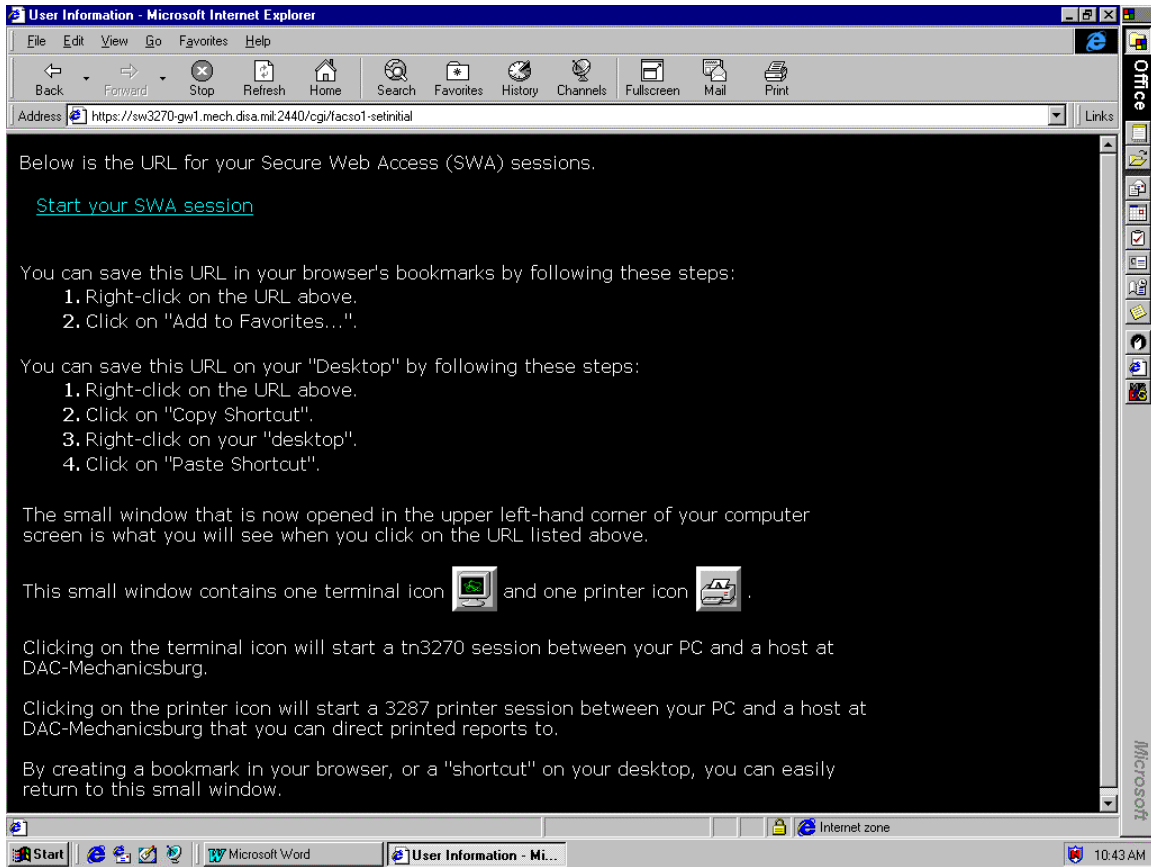 User Information - Microsoft Internet Explorer
File Edit View Go Favorites Help
Back Forward Stop Refresh Home Search Favorites History Channels Fullscreen Mail Print
Address https://sw3270-gw1.mech.disa.mil:2440/cgi/facso1-setinitial Links
Office
Below is the URL for your Secure Web Access (SWA) sessions.
Start your SWA session
You can save this URL in your browser's bookmarks by following these steps:
1. Right-click on the URL above.
2. Click on "Add to Favorites...".
You can save this URL on your "Desktop" by following these steps:
1. Right-click on the URL above.
2. Click on "Copy Shortcut".
3. Right-click on your "desktop".
4. Click on "Paste Shortcut".
The small window that is now opened in the upper left-hand corner of your computer
screen is what you will see when you click on the URL listed above.
This small window contains one terminal icon and one printer icon .
Clicking on the terminal icon will start a tn3270 session between your PC and a host at
DAC-Mechanicsburg.
Clicking on the printer icon will start a 3287 printer session between your PC and a host at
DAC-Mechanicsburg that you can direct printed reports to.
By creating a bookmark in your browser, or a "shortcut" on your desktop, you can easily
return to this small window.
Microsoft
Internet zone
Start Microsoft Word User Information - Mi... 10:43 AM